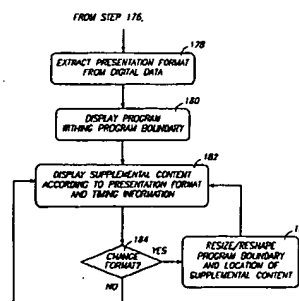 FROM STEP 176,
178
EXTRACT PRESENTATION FORMAT
FROM DIGITAL DATA
180
DISPLAY PROGRAM
WITHING PROGRAM BOUNDARY
182
DISPLAY SUPPLEMENTAL CONTENT
ACCORDING TO PRESENTATION FORMAT
AND TIMING INFORMATION
184
CHANGE
FORMAT?
YES
RESIZE/RESHAPE
PROGRAM BOUNDARY
AND LOCATION OF
SUPPLEMENTAL CONTENT
NO